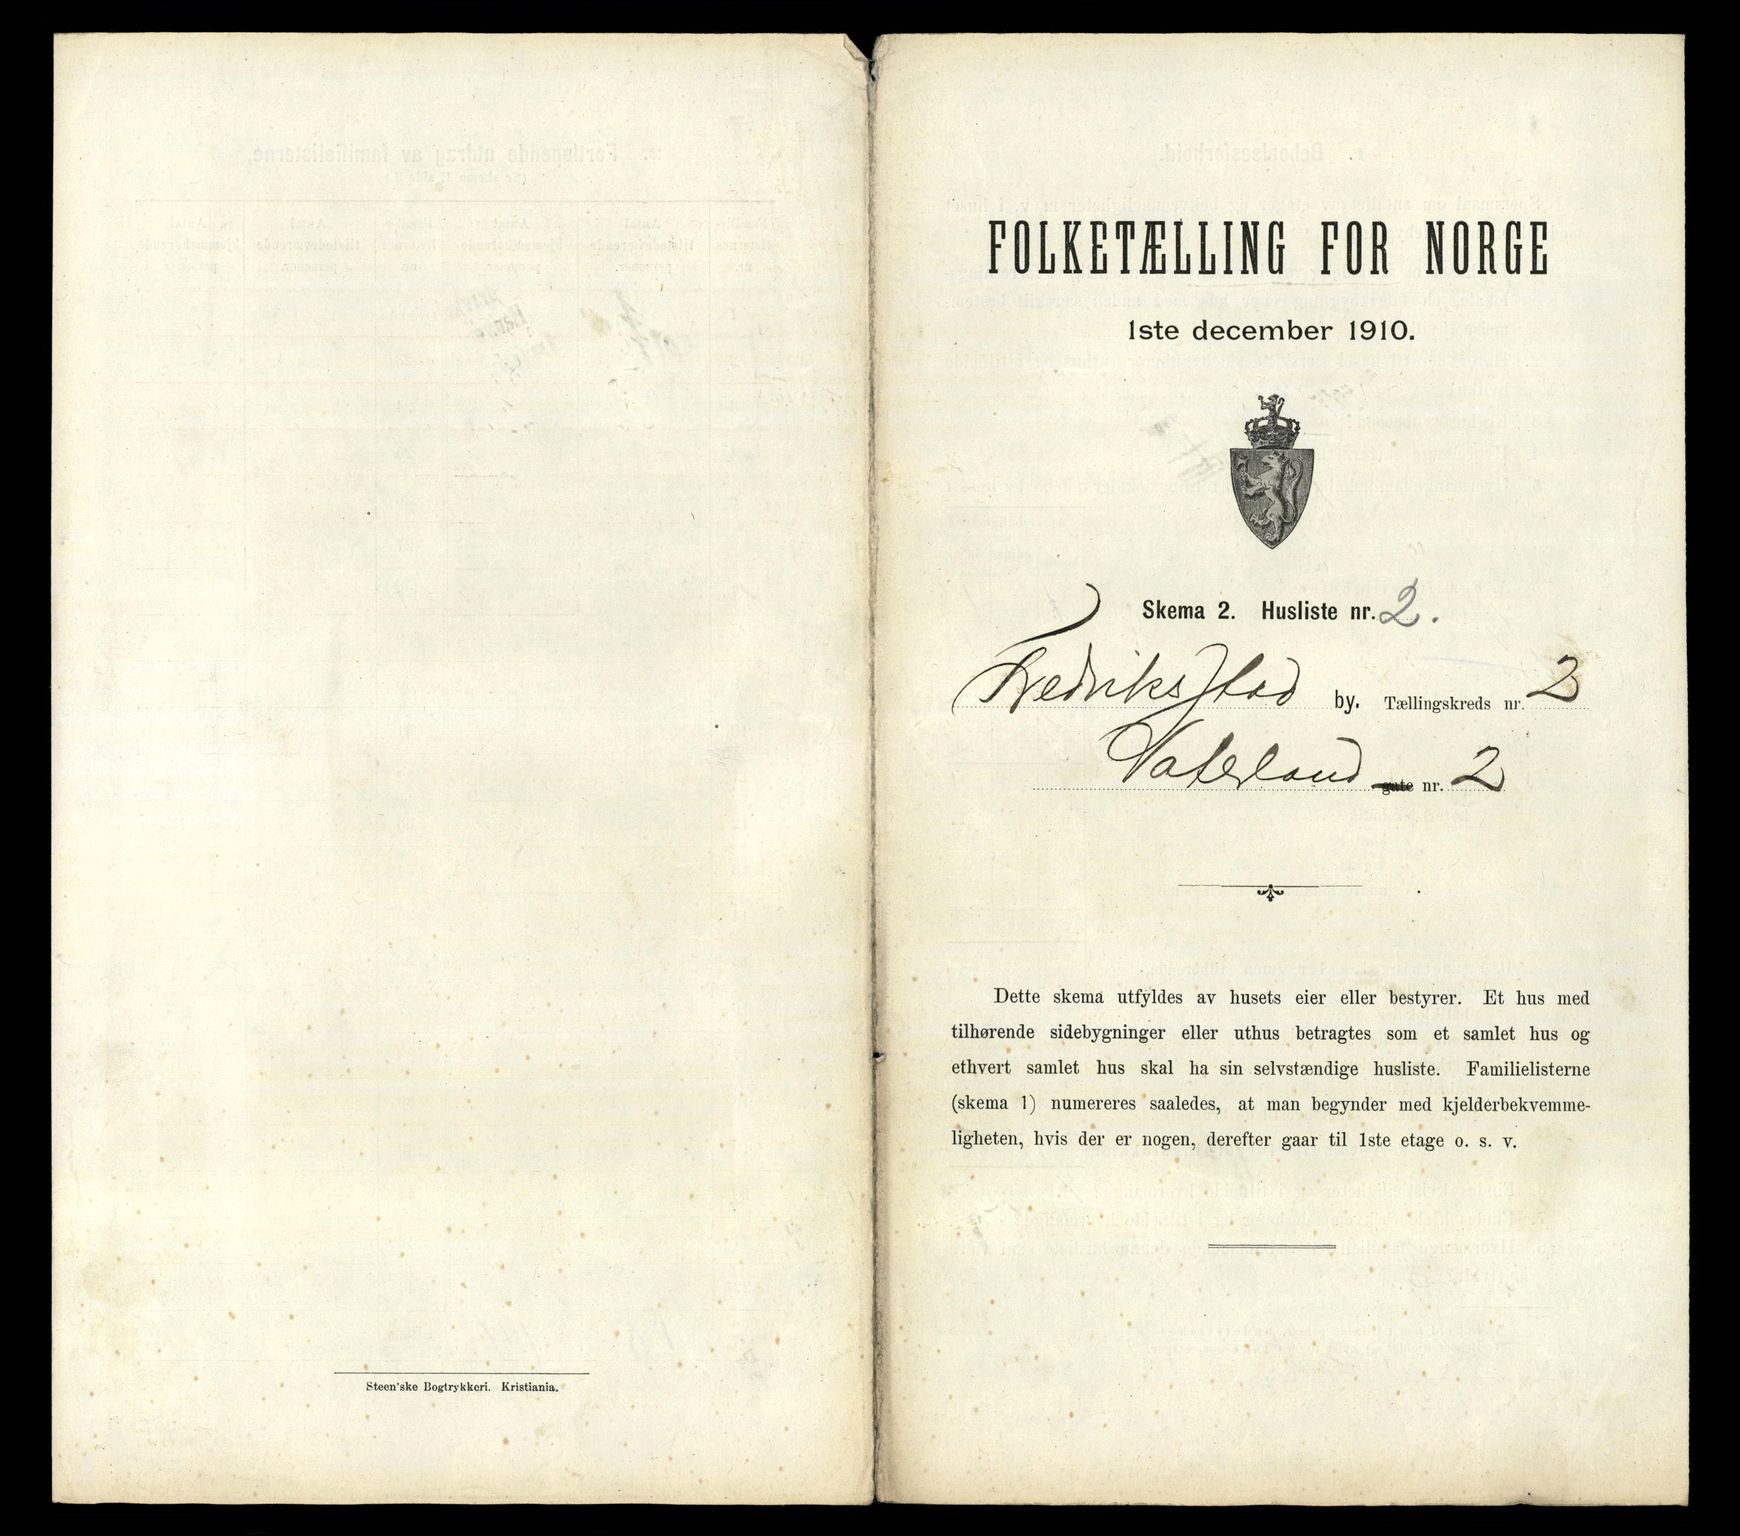 Steen'ske Bogtrykkeri. Kristiania.
FOLKETÆLLING FOR NORGE
1ste december 1910.
Skema 2. Husliste nr. 2.
Fredriksstad by. Tællingskreds nr. 2
Vaterland gate nr. 2
Dette skema utfyldes av husets eier eller bestyrer. Et hus med
tilhørende sidebygninger eller uthus betragtes som et samlet hus og
ethvert samlet hus skal ha sin selvstændige husliste. Familielisterne
(skema 1) numereres saaledes, at man begynder med kjelderbekvemme-
ligheten, hvis der er nogen, derefter gaar til 1ste etage o. s. v.